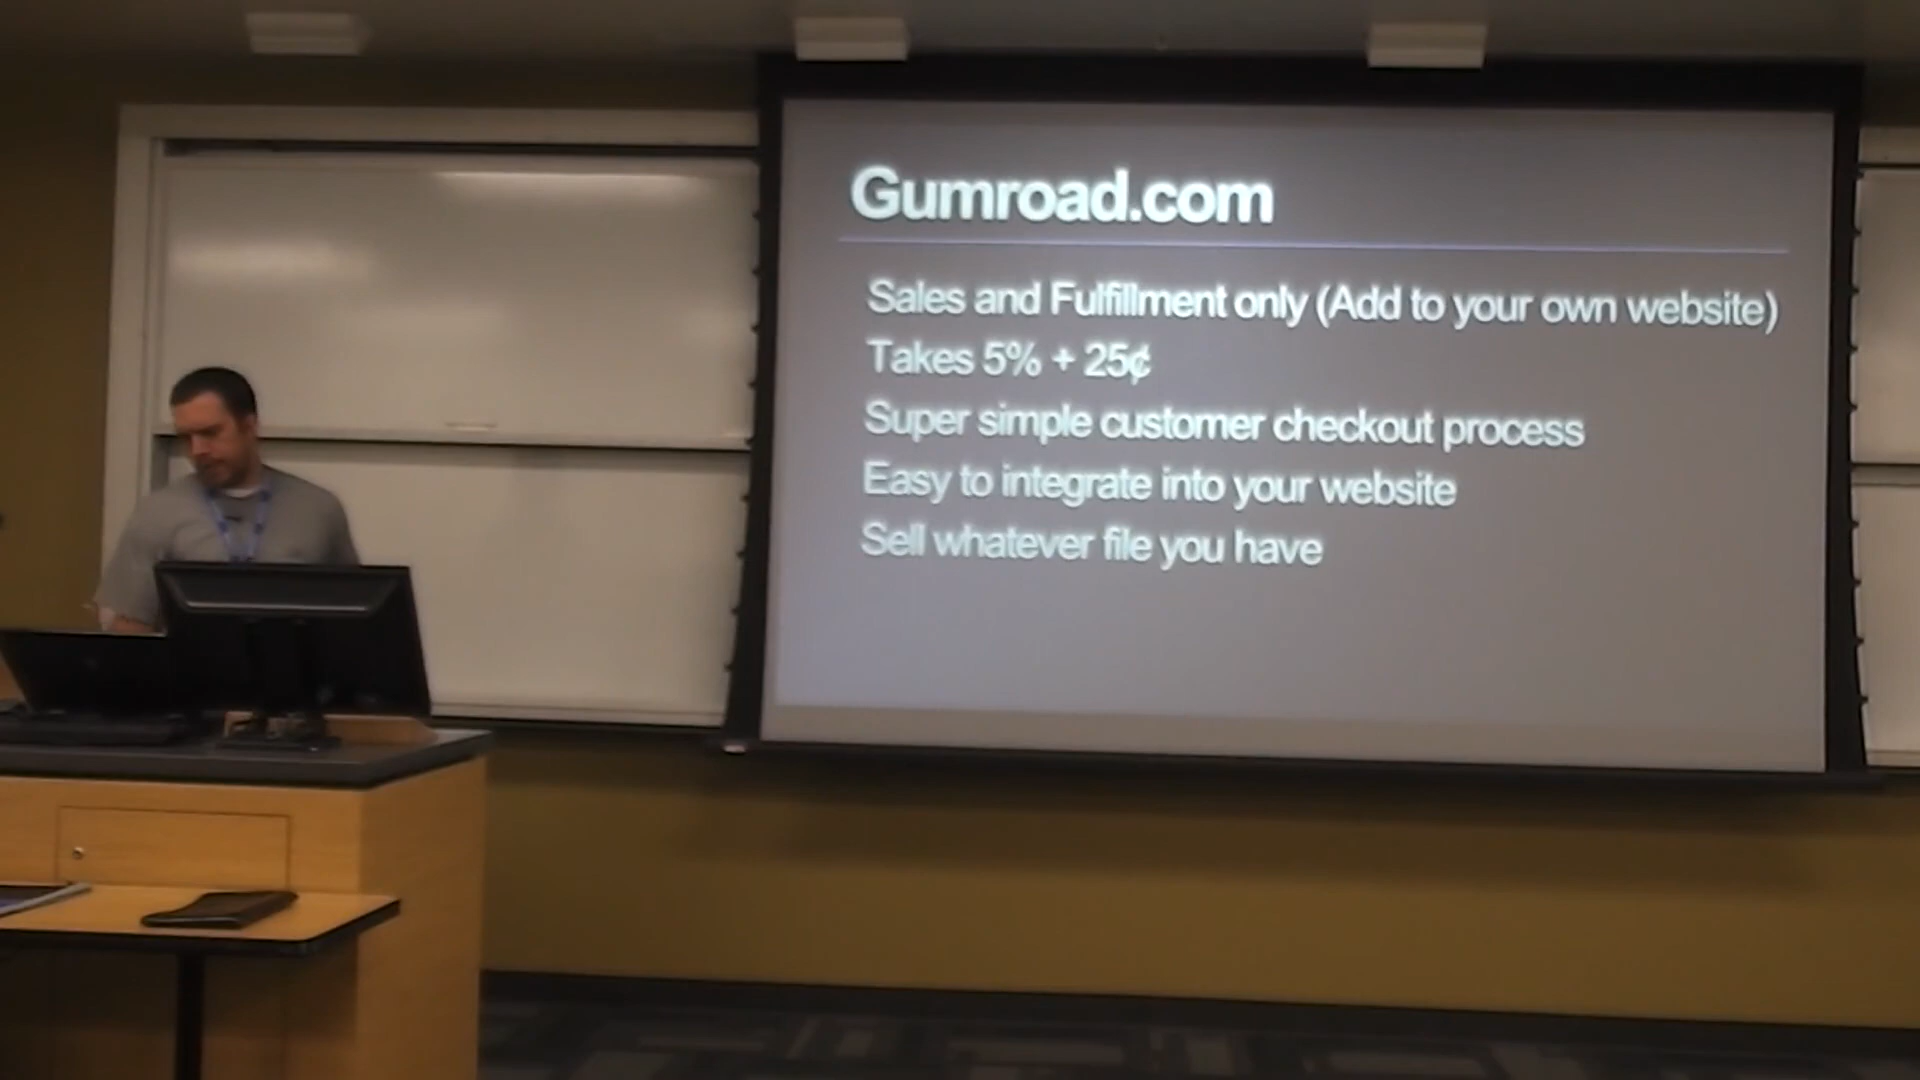 Gumroad.com
Sales and Fulfillment only (Add to your own website)
Takes 5% + 25¢
Super simple customer checkout process
Easy to integrate into your website
Sell whatever file you have